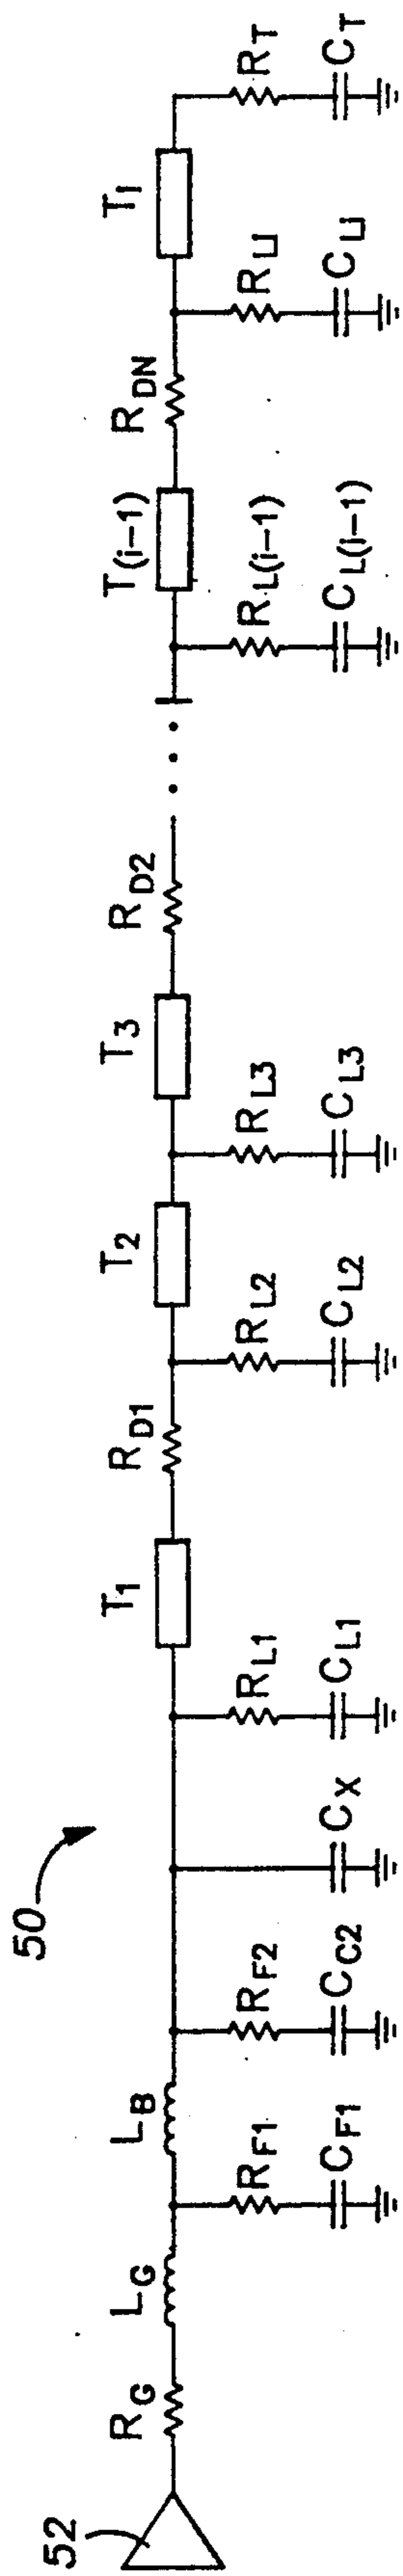 50
52
R_G
L_G
L_B
R_F1
C_F1
R_F2
C_C2
C_X
R_L1
C_L1
T_1
R_D1
R_L2
C_L2
T_2
R_L3
C_L3
T_3
R_D2
R_L(i-1)
C_L(i-1)
T_(i-1)
R_DN
R_Li
C_Li
T_i
R_T
C_T